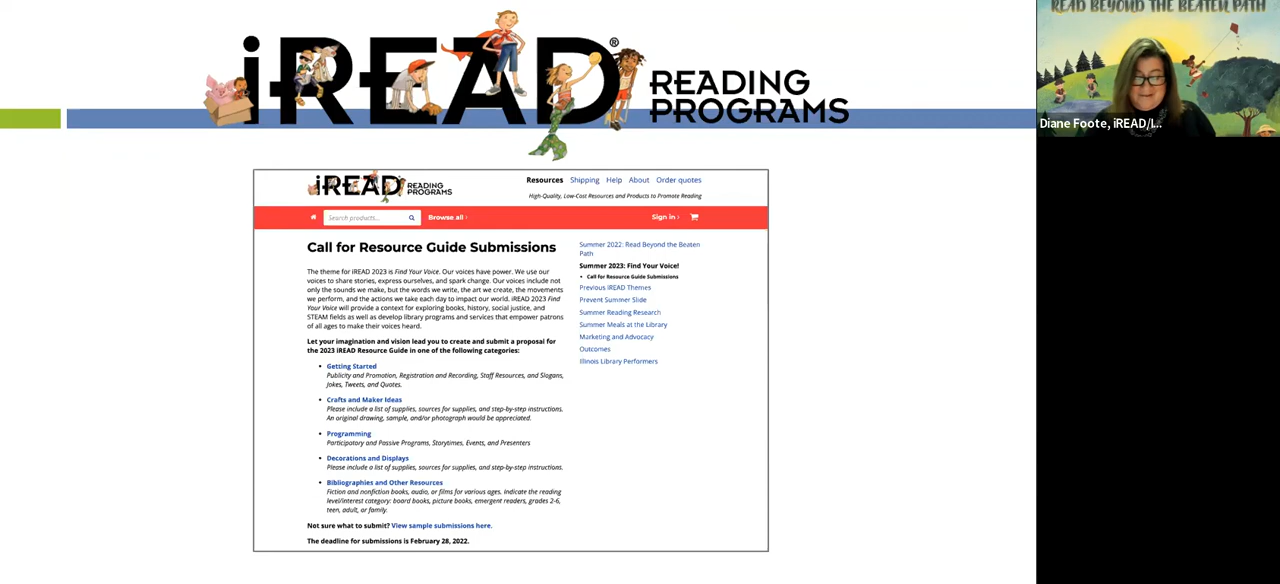 iREAD® READING
PROGRAMS
READ BEYOND THE BEATEN PATH
Diane Foote, iREAD/I...
iREAD READING
PROGRAMS
Resources Shipping Help About Order quotes
High-Quality, Low-Cost Resources and Products to Promote Reading
Search products... Browse all › Sign in ›
Call for Resource Guide Submissions
The theme for iREAD 2023 is Find Your Voice. Our voices have power. We use our
voices to share stories, express ourselves, and spark change. Our voices include not
only the sounds we make, but the words we write, the art we create, the movements
we perform, and the actions we take each day to impact our world. iREAD 2023 Find
Your Voice will provide a context for exploring books, history, social justice, and
STEAM fields as well as develop library programs and services that empower patrons
of all ages to make their voices heard.
Let your imagination and vision lead you to create and submit a proposal for
the 2023 iREAD Resource Guide in one of the following categories:
• Getting Started
Publicity and Promotion, Registration and Recording, Staff Resources, and Slogans,
Jokes, Tweets, and Quotes.
• Crafts and Maker Ideas
Please include a list of supplies, sources for supplies, and step-by-step instructions.
An original drawing, sample, and/or photograph would be appreciated.
• Programming
Participatory and Passive Programs, Storytimes, Events, and Presenters
• Decorations and Displays
Please include a list of supplies, sources for supplies, and step-by-step instructions.
• Bibliographies and Other Resources
Fiction and nonfiction books, audio, or films for various ages. Indicate the reading
level/interest category: board books, picture books, emergent readers, grades 2-6,
teen, adult, or family.
Not sure what to submit? View sample submissions here.
The deadline for submissions is February 28, 2022.
Summer 2022: Read Beyond the Beaten
Path
Summer 2023: Find Your Voice!
• Call for Resource Guide Submissions
Previous iREAD Themes
Prevent Summer Slide
Summer Reading Research
Summer Meals at the Library
Marketing and Advocacy
Outcomes
Illinois Library Performers